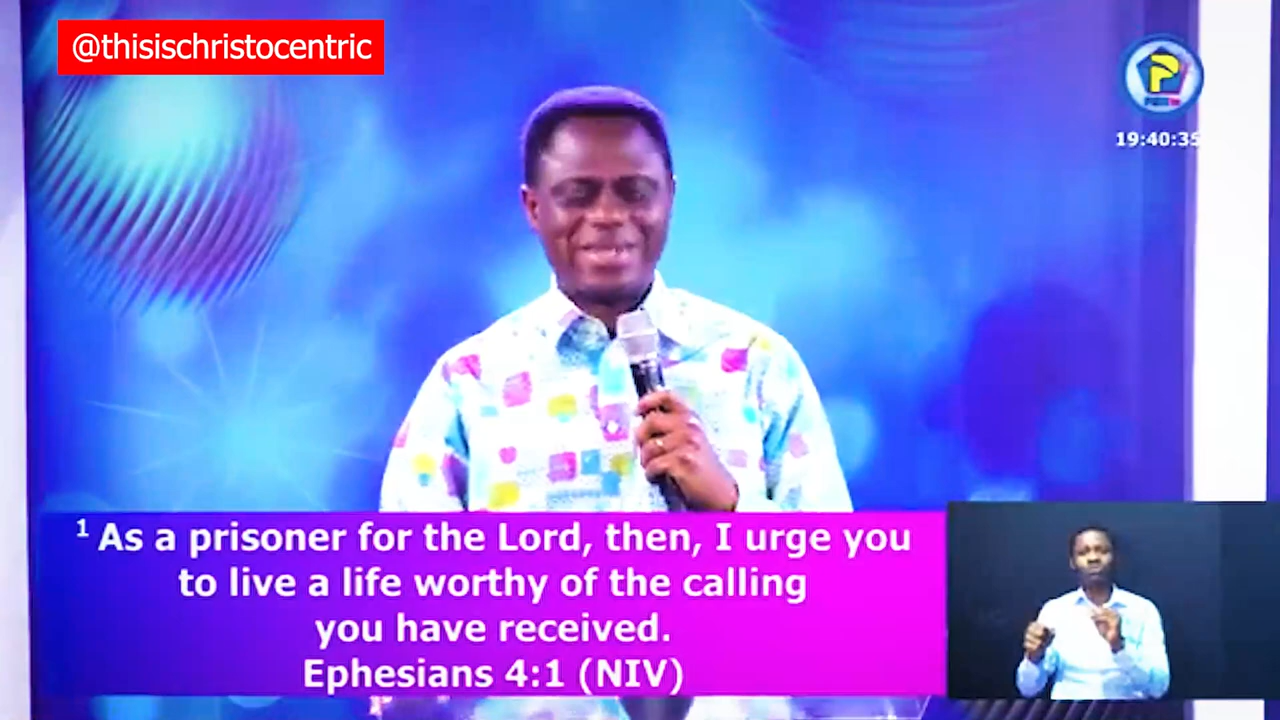 @thisischristocentric
P
19:40:35
1 As a prisoner for the Lord, then, I urge you
to live a life worthy of the calling
you have received.
Ephesians 4:1 (NIV)